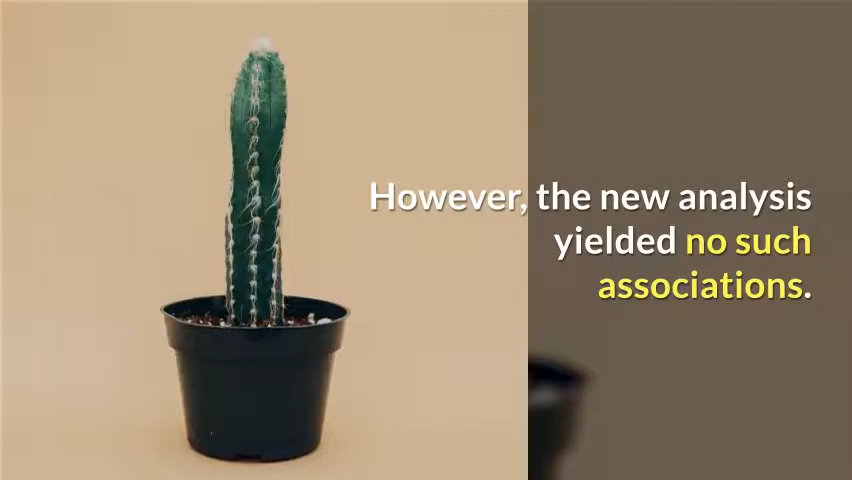 However, the new analysis
yielded no such
associations.